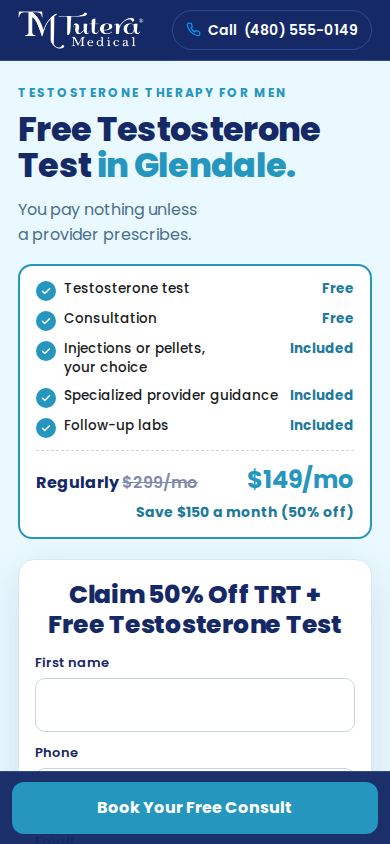 Tutera®
Medical
Call (480) 555-0149
TESTOSTERONE THERAPY FOR MEN
Free Testosterone
Test in Glendale.
You pay nothing unless
a provider prescribes.
Testosterone test Free
Consultation Free
Injections or pellets, Included
your choice
Specialized provider guidance Included
Follow-up labs Included
Regularly $299/mo $149/mo
Save $150 a month (50% off)
Claim 50% Off TRT +
Free Testosterone Test
First name
Phone
Book Your Free Consult
Email